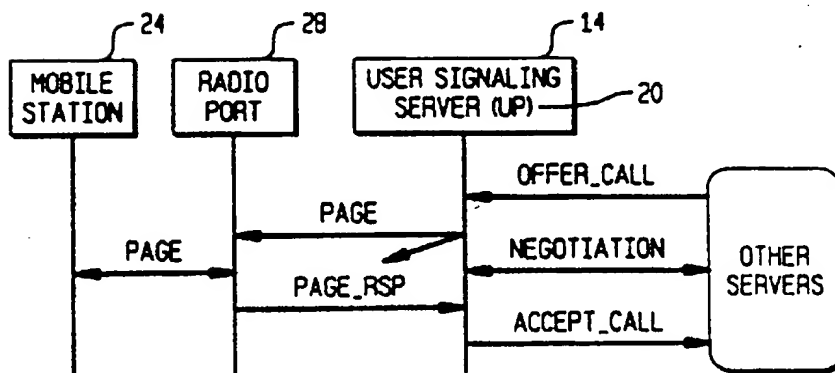 24
28
14
MOBILE
STATION
RADIO
PORT
USER SIGNALING
SERVER (UP)
20
OFFER_CALL
PAGE
PAGE
NEGOTIATION
OTHER
SERVERS
PAGE_RSP
ACCEPT_CALL